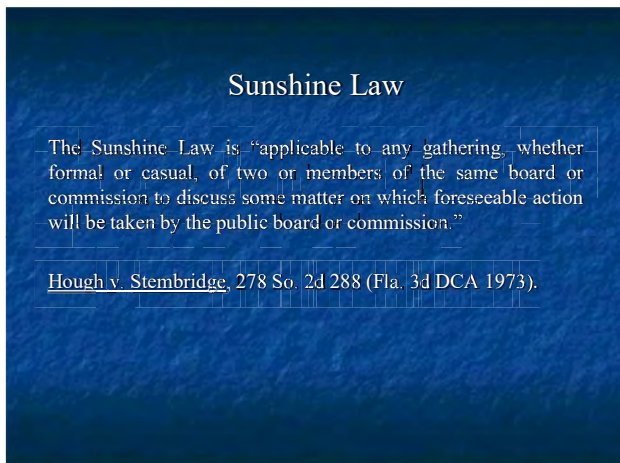 Sunshine Law
The Sunshine Law is “applicable to any gathering, whether
formal or casual, of two or members of the same board or
commission to discuss some matter on which foreseeable action
will be taken by the public board or commission.”
Hough v. Stembridge, 278 So. 2d 288 (Fla. 3d DCA 1973).